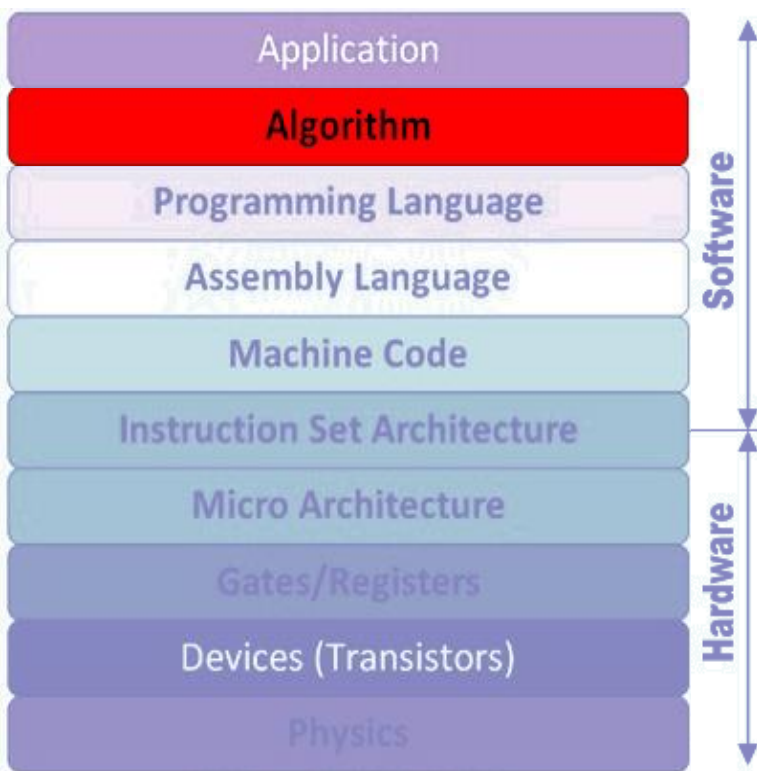 Application
Algorithm
Programming Language
Assembly Language
Machine Code
Instruction Set Architecture
Micro Architecture
Gates/Registers
Devices (Transistors)
Physics
Software
Hardware